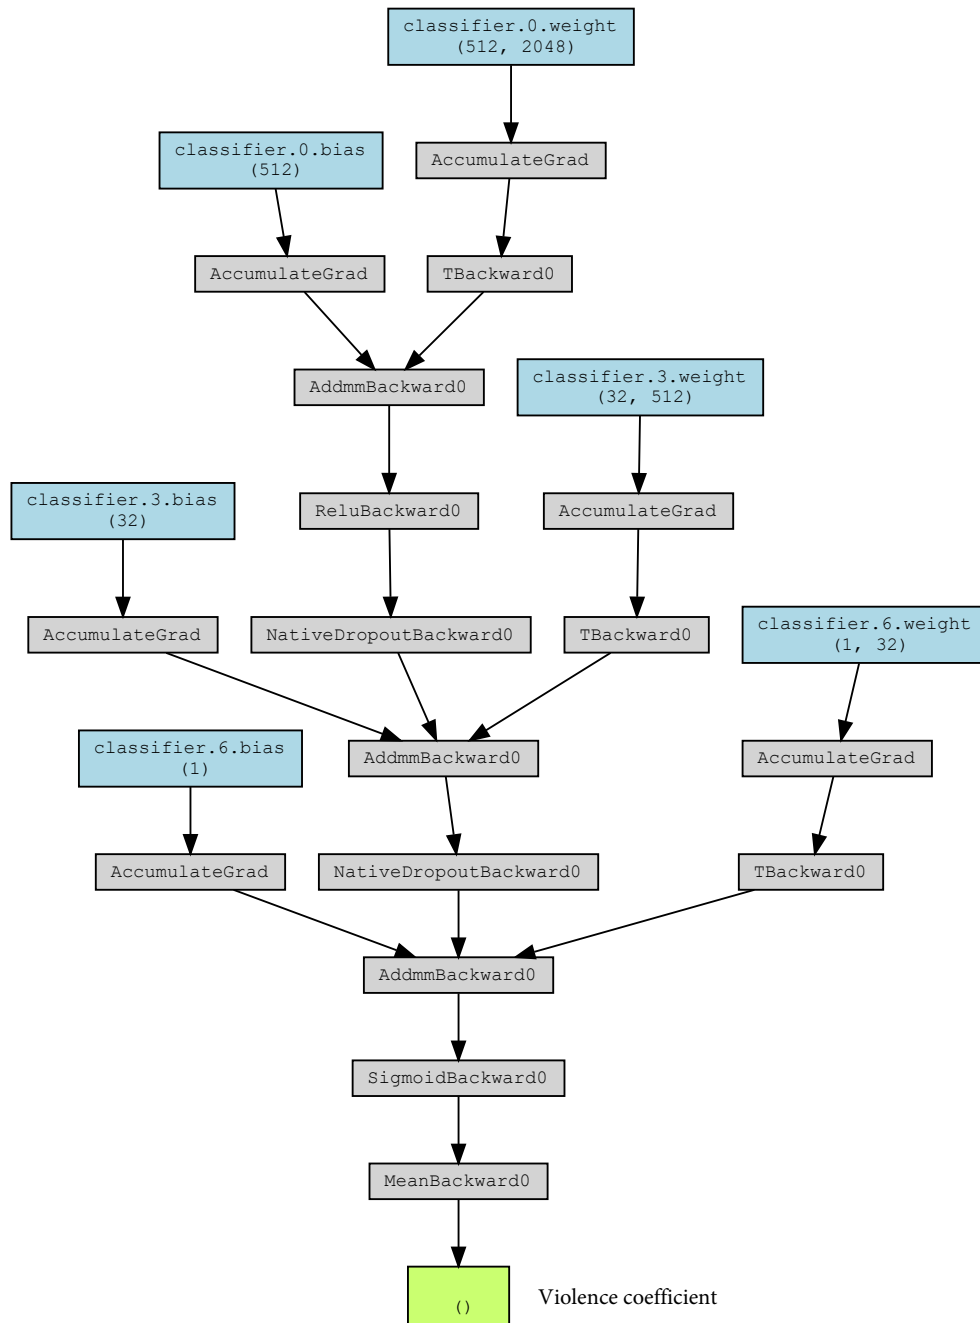 classifier.0.weight
(512, 2048)
classifier.0.bias
(512)
AccumulateGrad
AccumulateGrad
TBackward0
AddmmBackward0
classifier.3.weight
(32, 512)
classifier.3.bias
(32)
ReluBackward0
AccumulateGrad
AccumulateGrad
NativeDropoutBackward0
TBackward0
classifier.6.weight
(1, 32)
classifier.6.bias
(1)
AddmmBackward0
AccumulateGrad
AccumulateGrad
NativeDropoutBackward0
TBackward0
AddmmBackward0
SigmoidBackward0
MeanBackward0
()
Violence coefficient